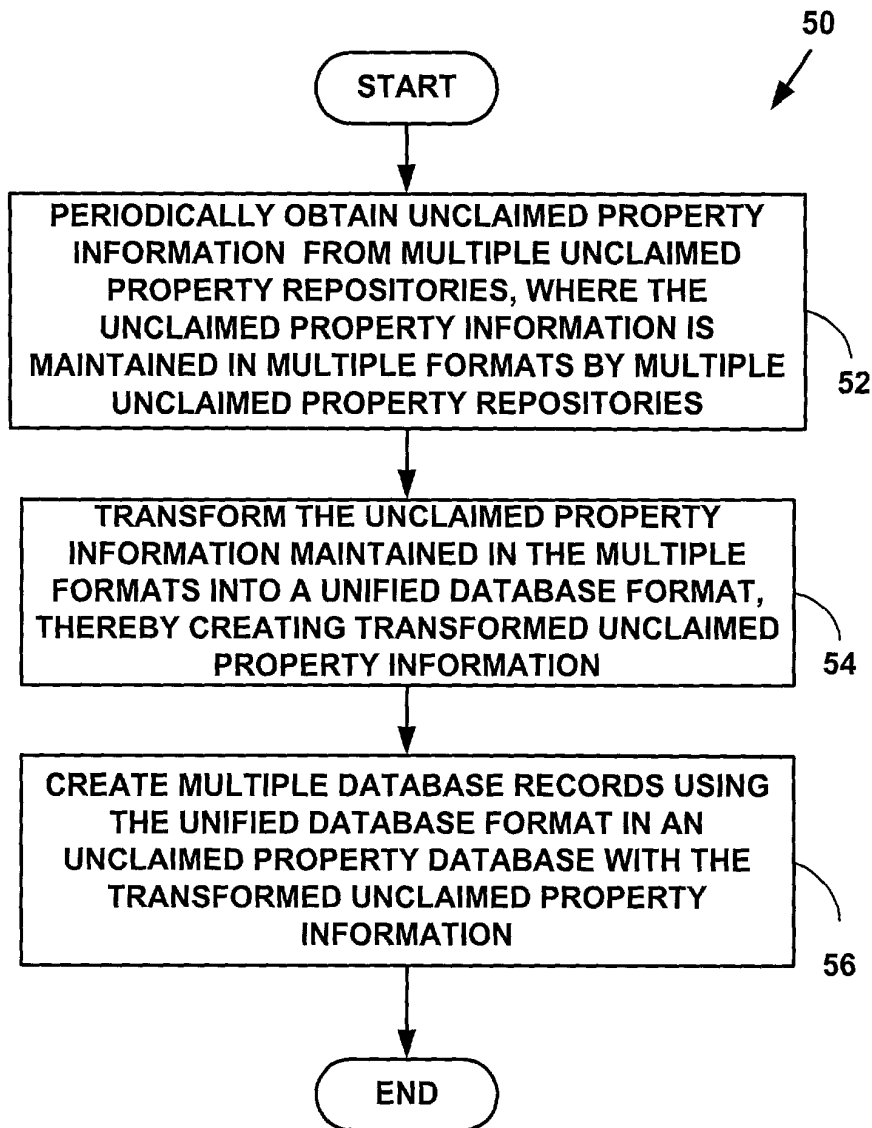 50
START
PERIODICALLY OBTAIN UNCLAIMED PROPERTY
INFORMATION FROM MULTIPLE UNCLAIMED
PROPERTY REPOSITORIES, WHERE THE
UNCLAIMED PROPERTY INFORMATION IS
MAINTAINED IN MULTIPLE FORMATS BY MULTIPLE
UNCLAIMED PROPERTY REPOSITORIES
52
TRANSFORM THE UNCLAIMED PROPERTY
INFORMATION MAINTAINED IN THE MULTIPLE
FORMATS INTO A UNIFIED DATABASE FORMAT,
THEREBY CREATING TRANSFORMED UNCLAIMED
PROPERTY INFORMATION
54
CREATE MULTIPLE DATABASE RECORDS USING
THE UNIFIED DATABASE FORMAT IN AN
UNCLAIMED PROPERTY DATABASE WITH THE
TRANSFORMED UNCLAIMED PROPERTY
INFORMATION
56
END